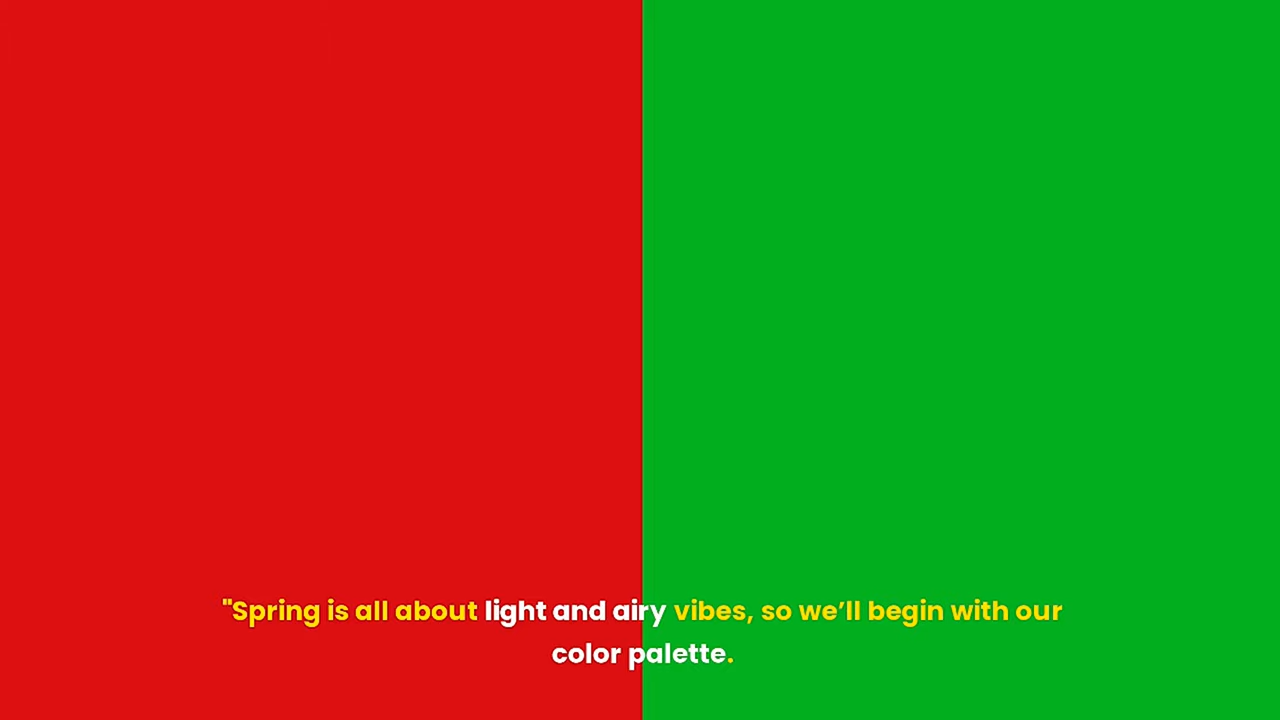 "Spring is all about light and airy vibes, so we’ll begin with our
color palette.